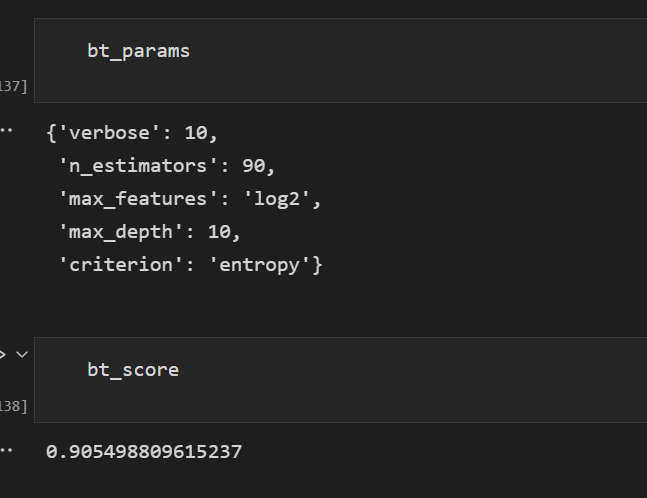 bt_params
137]
{'verbose': 10,
'n_estimators': 90,
'max_features': 'log2',
'max_depth': 10,
'criterion': 'entropy'}
bt_score
138]
0.905498809615237